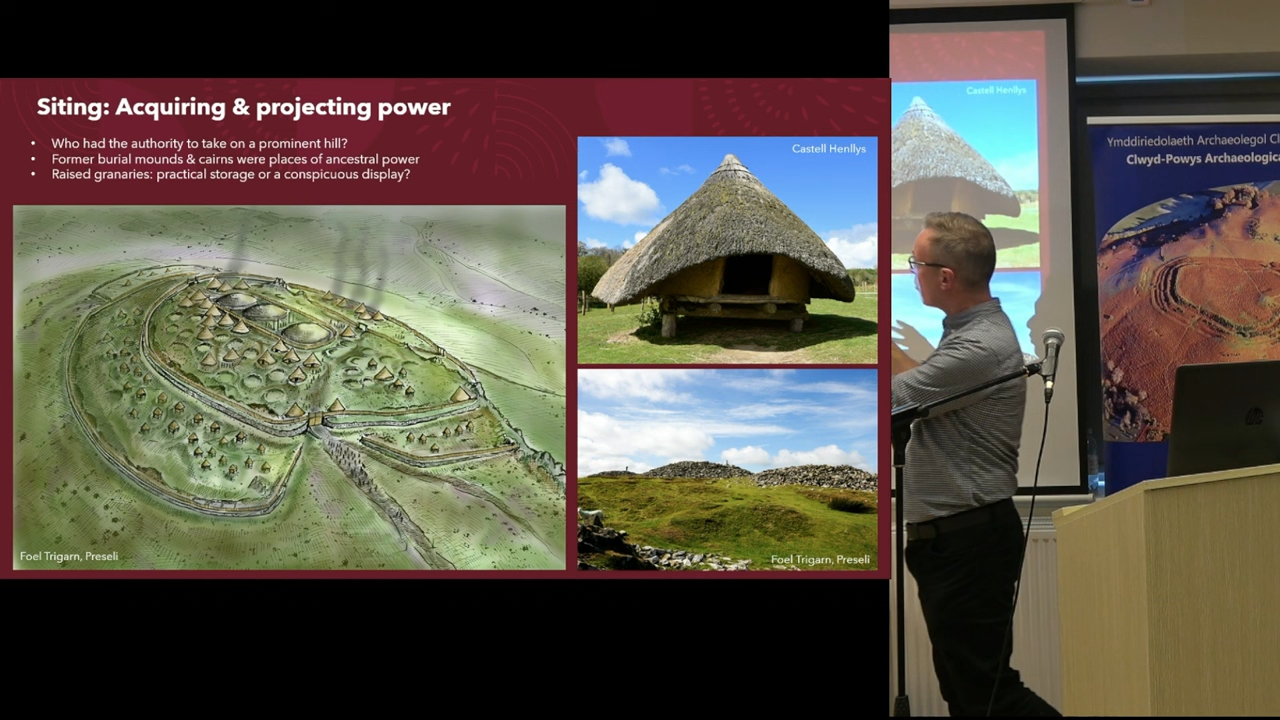 Siting: Acquiring & projecting power
• Who had the authority to take on a prominent hill?
• Former burial mounds & cairns were places of ancestral power
• Raised granaries: practical storage or a conspicuous display?
Castell Henllys
Foel Trigarn, Preseli
Foel Trigarn, Preseli
Castell Henllys
Ymddiriedolaeth Archaeolegol Cl
Clwyd-Powys Archaeologica